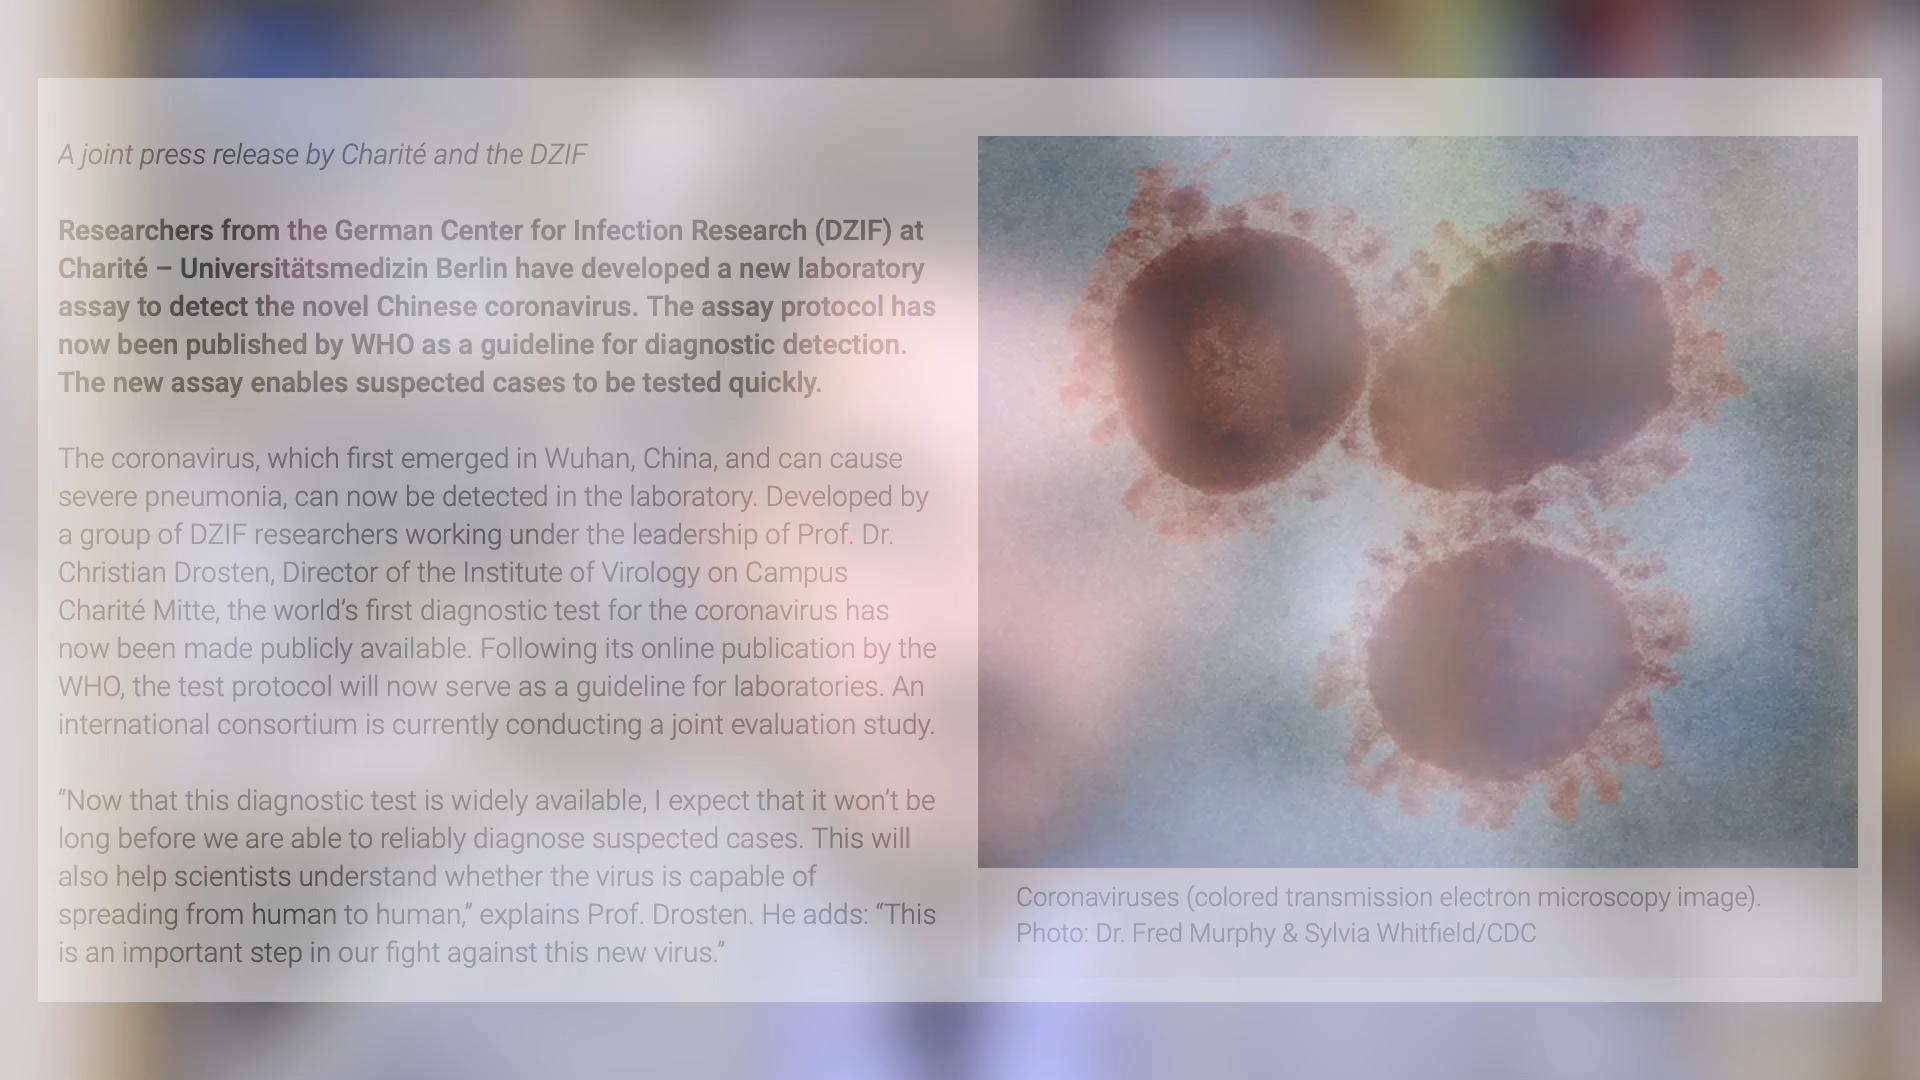 A joint press release by Charité and the DZIF
Researchers from the German Center for Infection Research (DZIF) at
Charité – Universitätsmedizin Berlin have developed a new laboratory
assay to detect the novel Chinese coronavirus. The assay protocol has
now been published by WHO as a guideline for diagnostic detection.
The new assay enables suspected cases to be tested quickly.
The coronavirus, which first emerged in Wuhan, China, and can cause
severe pneumonia, can now be detected in the laboratory. Developed by
a group of DZIF researchers working under the leadership of Prof. Dr.
Christian Drosten, Director of the Institute of Virology on Campus
Charité Mitte, the world’s first diagnostic test for the coronavirus has
now been made publicly available. Following its online publication by the
WHO, the test protocol will now serve as a guideline for laboratories. An
international consortium is currently conducting a joint evaluation study.
“Now that this diagnostic test is widely available, I expect that it won’t be
long before we are able to reliably diagnose suspected cases. This will
also help scientists understand whether the virus is capable of
spreading from human to human,” explains Prof. Drosten. He adds: “This
is an important step in our fight against this new virus.”
Coronaviruses (colored transmission electron microscopy image).
Photo: Dr. Fred Murphy & Sylvia Whitfield/CDC